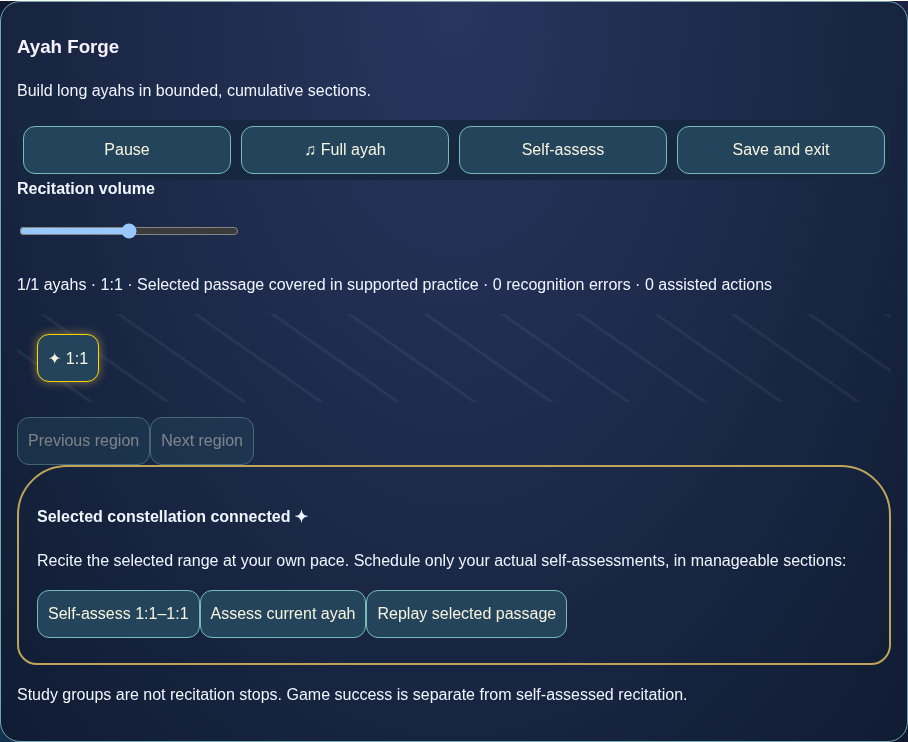 Ayah Forge
Build long ayahs in bounded, cumulative sections.
Pause
♫ Full ayah
Self-assess
Save and exit
Recitation volume
1/1 ayahs · 1:1 · Selected passage covered in supported practice · 0 recognition errors · 0 assisted actions
✦ 1:1
Previous region
Next region
Selected constellation connected ✦
Recite the selected range at your own pace. Schedule only your actual self-assessments, in manageable sections:
Self-assess 1:1–1:1
Assess current ayah
Replay selected passage
Study groups are not recitation stops. Game success is separate from self-assessed recitation.